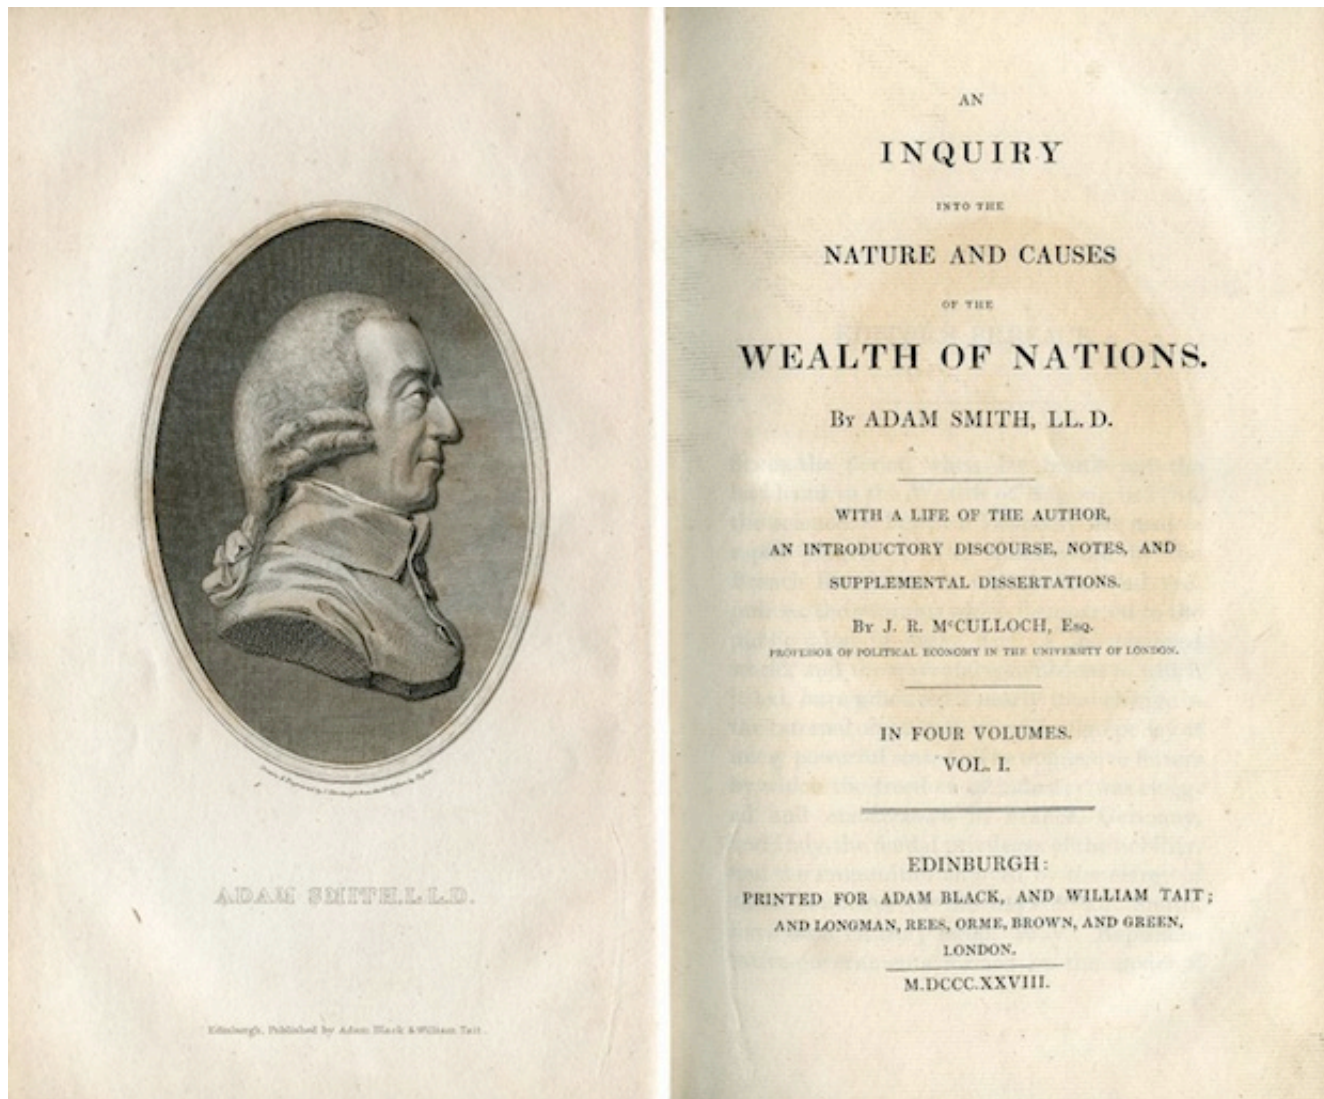 ADAM SMITH L.L.D.
Edinburgh, Published by Adam Black & William Tait.
AN
INQUIRY
INTO THE
NATURE AND CAUSES
OF THE
WEALTH OF NATIONS.
By ADAM SMITH, LL. D.
WITH A LIFE OF THE AUTHOR,
AN INTRODUCTORY DISCOURSE, NOTES, AND
SUPPLEMENTAL DISSERTATIONS.
By J. R. MᶜCULLOCH, Esq.
PROFESSOR OF POLITICAL ECONOMY IN THE UNIVERSITY OF LONDON.
IN FOUR VOLUMES.
VOL. I.
EDINBURGH:
PRINTED FOR ADAM BLACK, AND WILLIAM TAIT;
AND LONGMAN, REES, ORME, BROWN, AND GREEN,
LONDON.
M.DCCC.XXVIII.